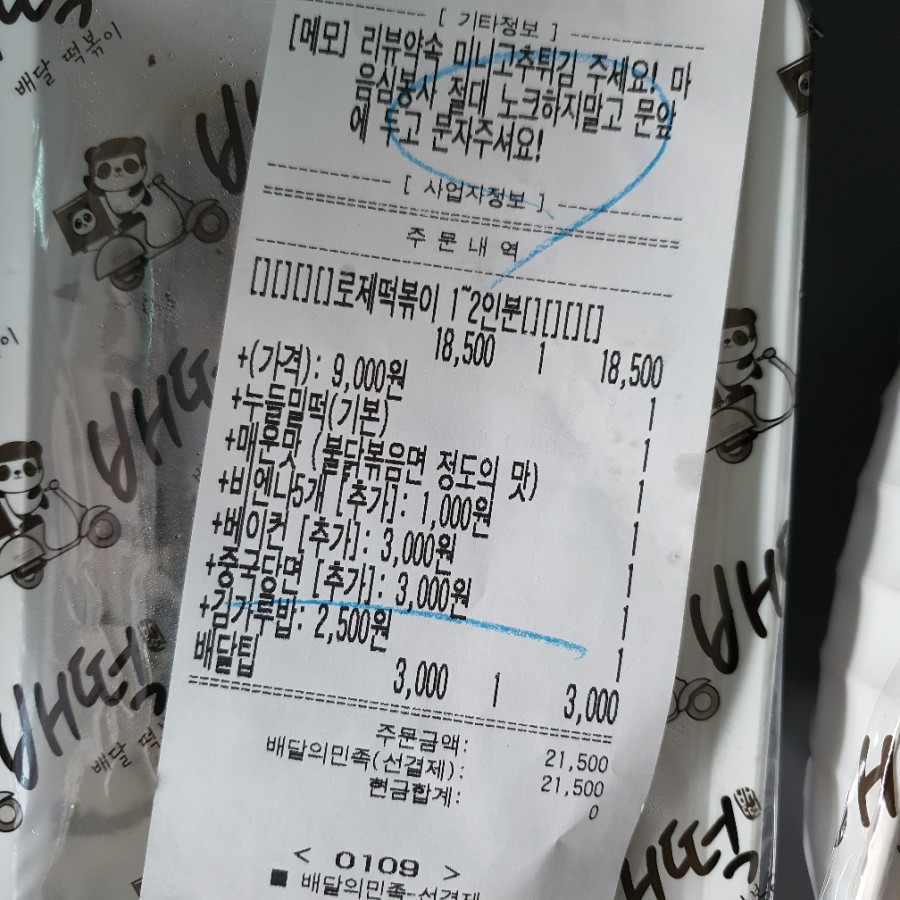 [ 기타정보 ]
[메모] 리뷰약속 미니고추튀김 주세요! 마
음심봉사 절대 노크하지말고 문앞
에 두고 문자주셔요!
[ 사업자정보 ]
주문내역
[][][][]로제떡볶이 1~2인분[][][][]
18,500 1 18,500
+(가격): 9,000원 1
+누들밀떡(기본) 1
+매운맛 (불닭볶음면 정도의 맛) 1
+비엔나5개 [추가]: 1,000원 1
+베이컨 [추가]: 3,000원 1
+중국당면 [추가]: 3,000원 1
+김가루밥: 2,500원 1
배달팁
3,000 1 3,000
주문금액: 21,500
배달의민족(선결제): 21,500
현금합계: 0
< 0109 >
■ 배달의민족-선결제
배달 떡볶이
배달 떡